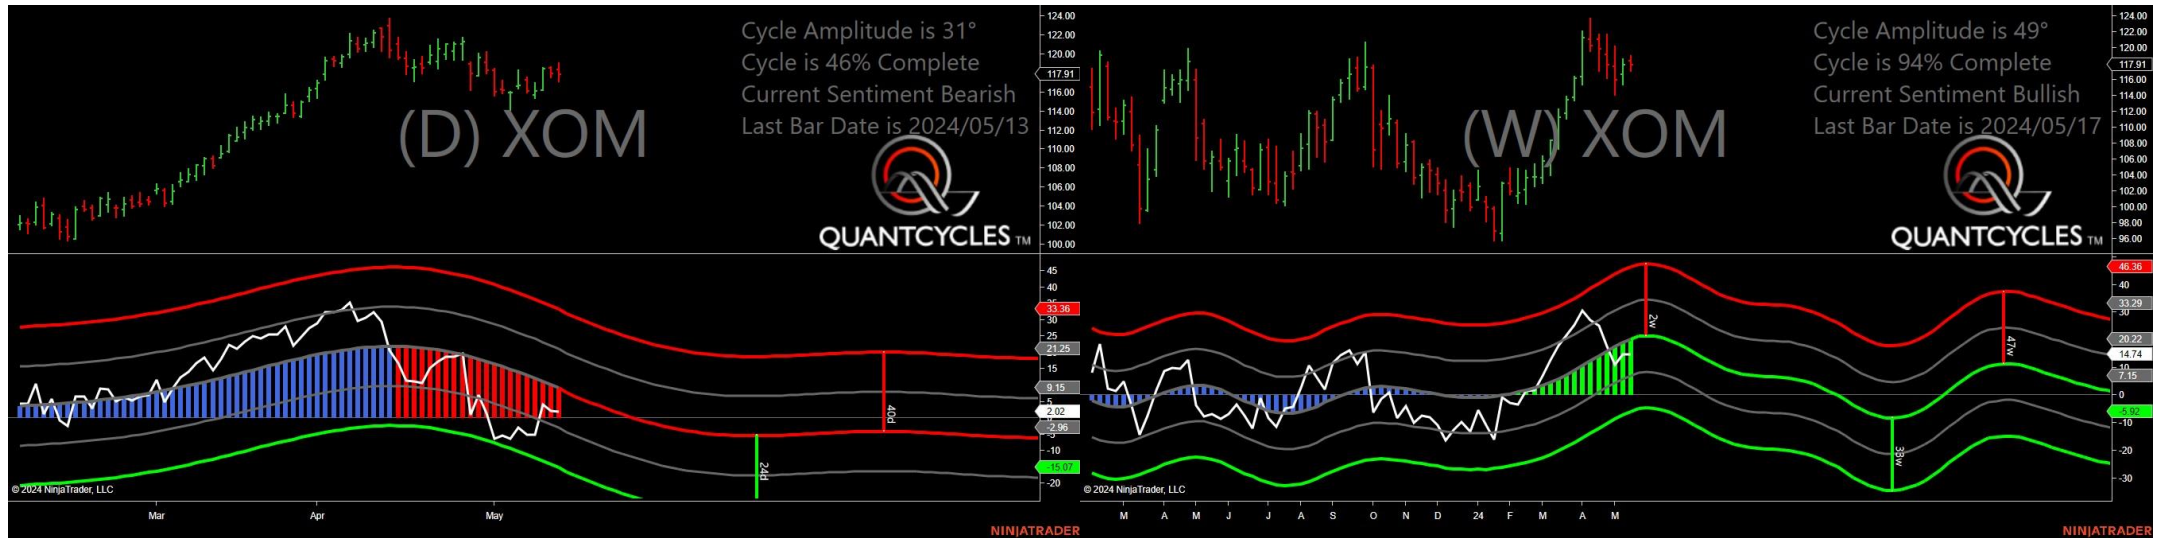 Cycle Amplitude is 31°
Cycle is 46% Complete
Current Sentiment Bearish
Last Bar Date is 2024/05/13
(D) XOM
QUANTCYCLES TM
124.00
122.00
120.00
117.91
116.00
114.00
112.00
110.00
108.00
106.00
104.00
102.00
100.00
45
40
33.36
30
25
21.25
15
9.15
5
2.02
-2.96
-5
-10
-15.07
-20
40d
24d
© 2024 NinjaTrader, LLC
Mar Apr May
NINJATRADER
Cycle Amplitude is 49°
Cycle is 94% Complete
Current Sentiment Bullish
Last Bar Date is 2024/05/17
(W) XOM
QUANTCYCLES TM
124.00
122.00
120.00
117.91
116.00
114.00
112.00
110.00
108.00
106.00
104.00
102.00
100.00
98.00
96.00
46.36
40
33.29
30
20.22
14.74
10
7.15
0
-5.92
-10
-20
-30
2w
47w
38w
© 2024 NinjaTrader, LLC
M A M J J A S O N D 24 F M A M
NINJATRADER